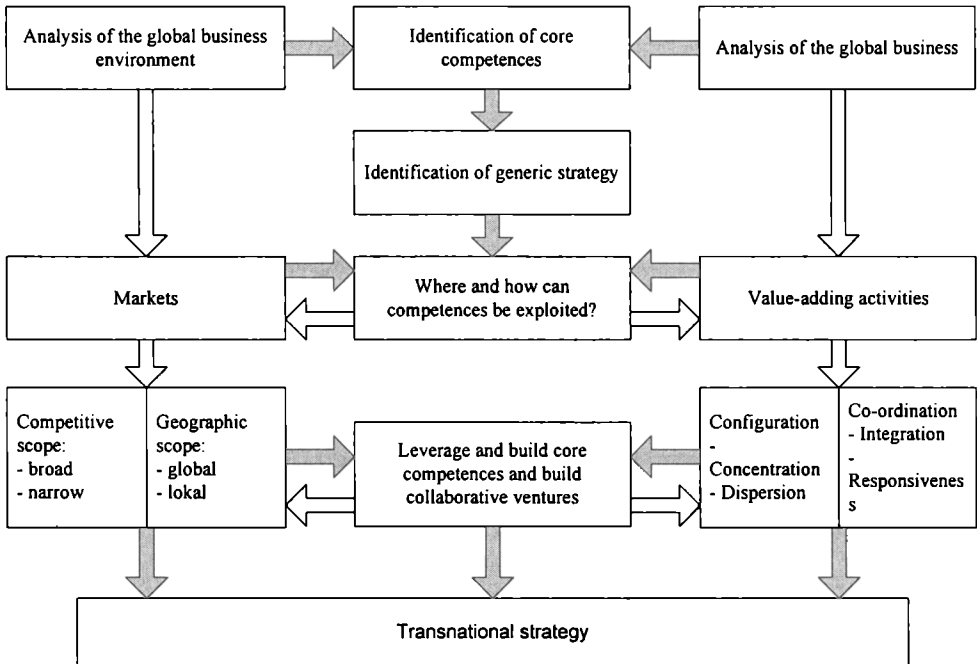 Analysis of the global business
environment
Identification of core
competences
Analysis of the global business
Identification of generic strategy
Markets
Where and how can
competences be exploited?
Value-adding activities
Competitive
scope:
- broad
- narrow
Geographic
scope:
- global
- lokal
Leverage and build core
competences and build
collaborative ventures
Configuration
-
Concentration
- Dispersion
Co-ordination
- Integration
-
Responsivenes
s
Transnational strategy